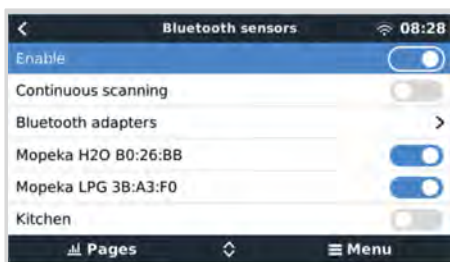 Bluetooth sensors 08:28
Enable
Continuous scanning
Bluetooth adapters
Mopeka H2O B0:26:BB
Mopeka LPG 3B:A3:F0
Kitchen
Pages Menu